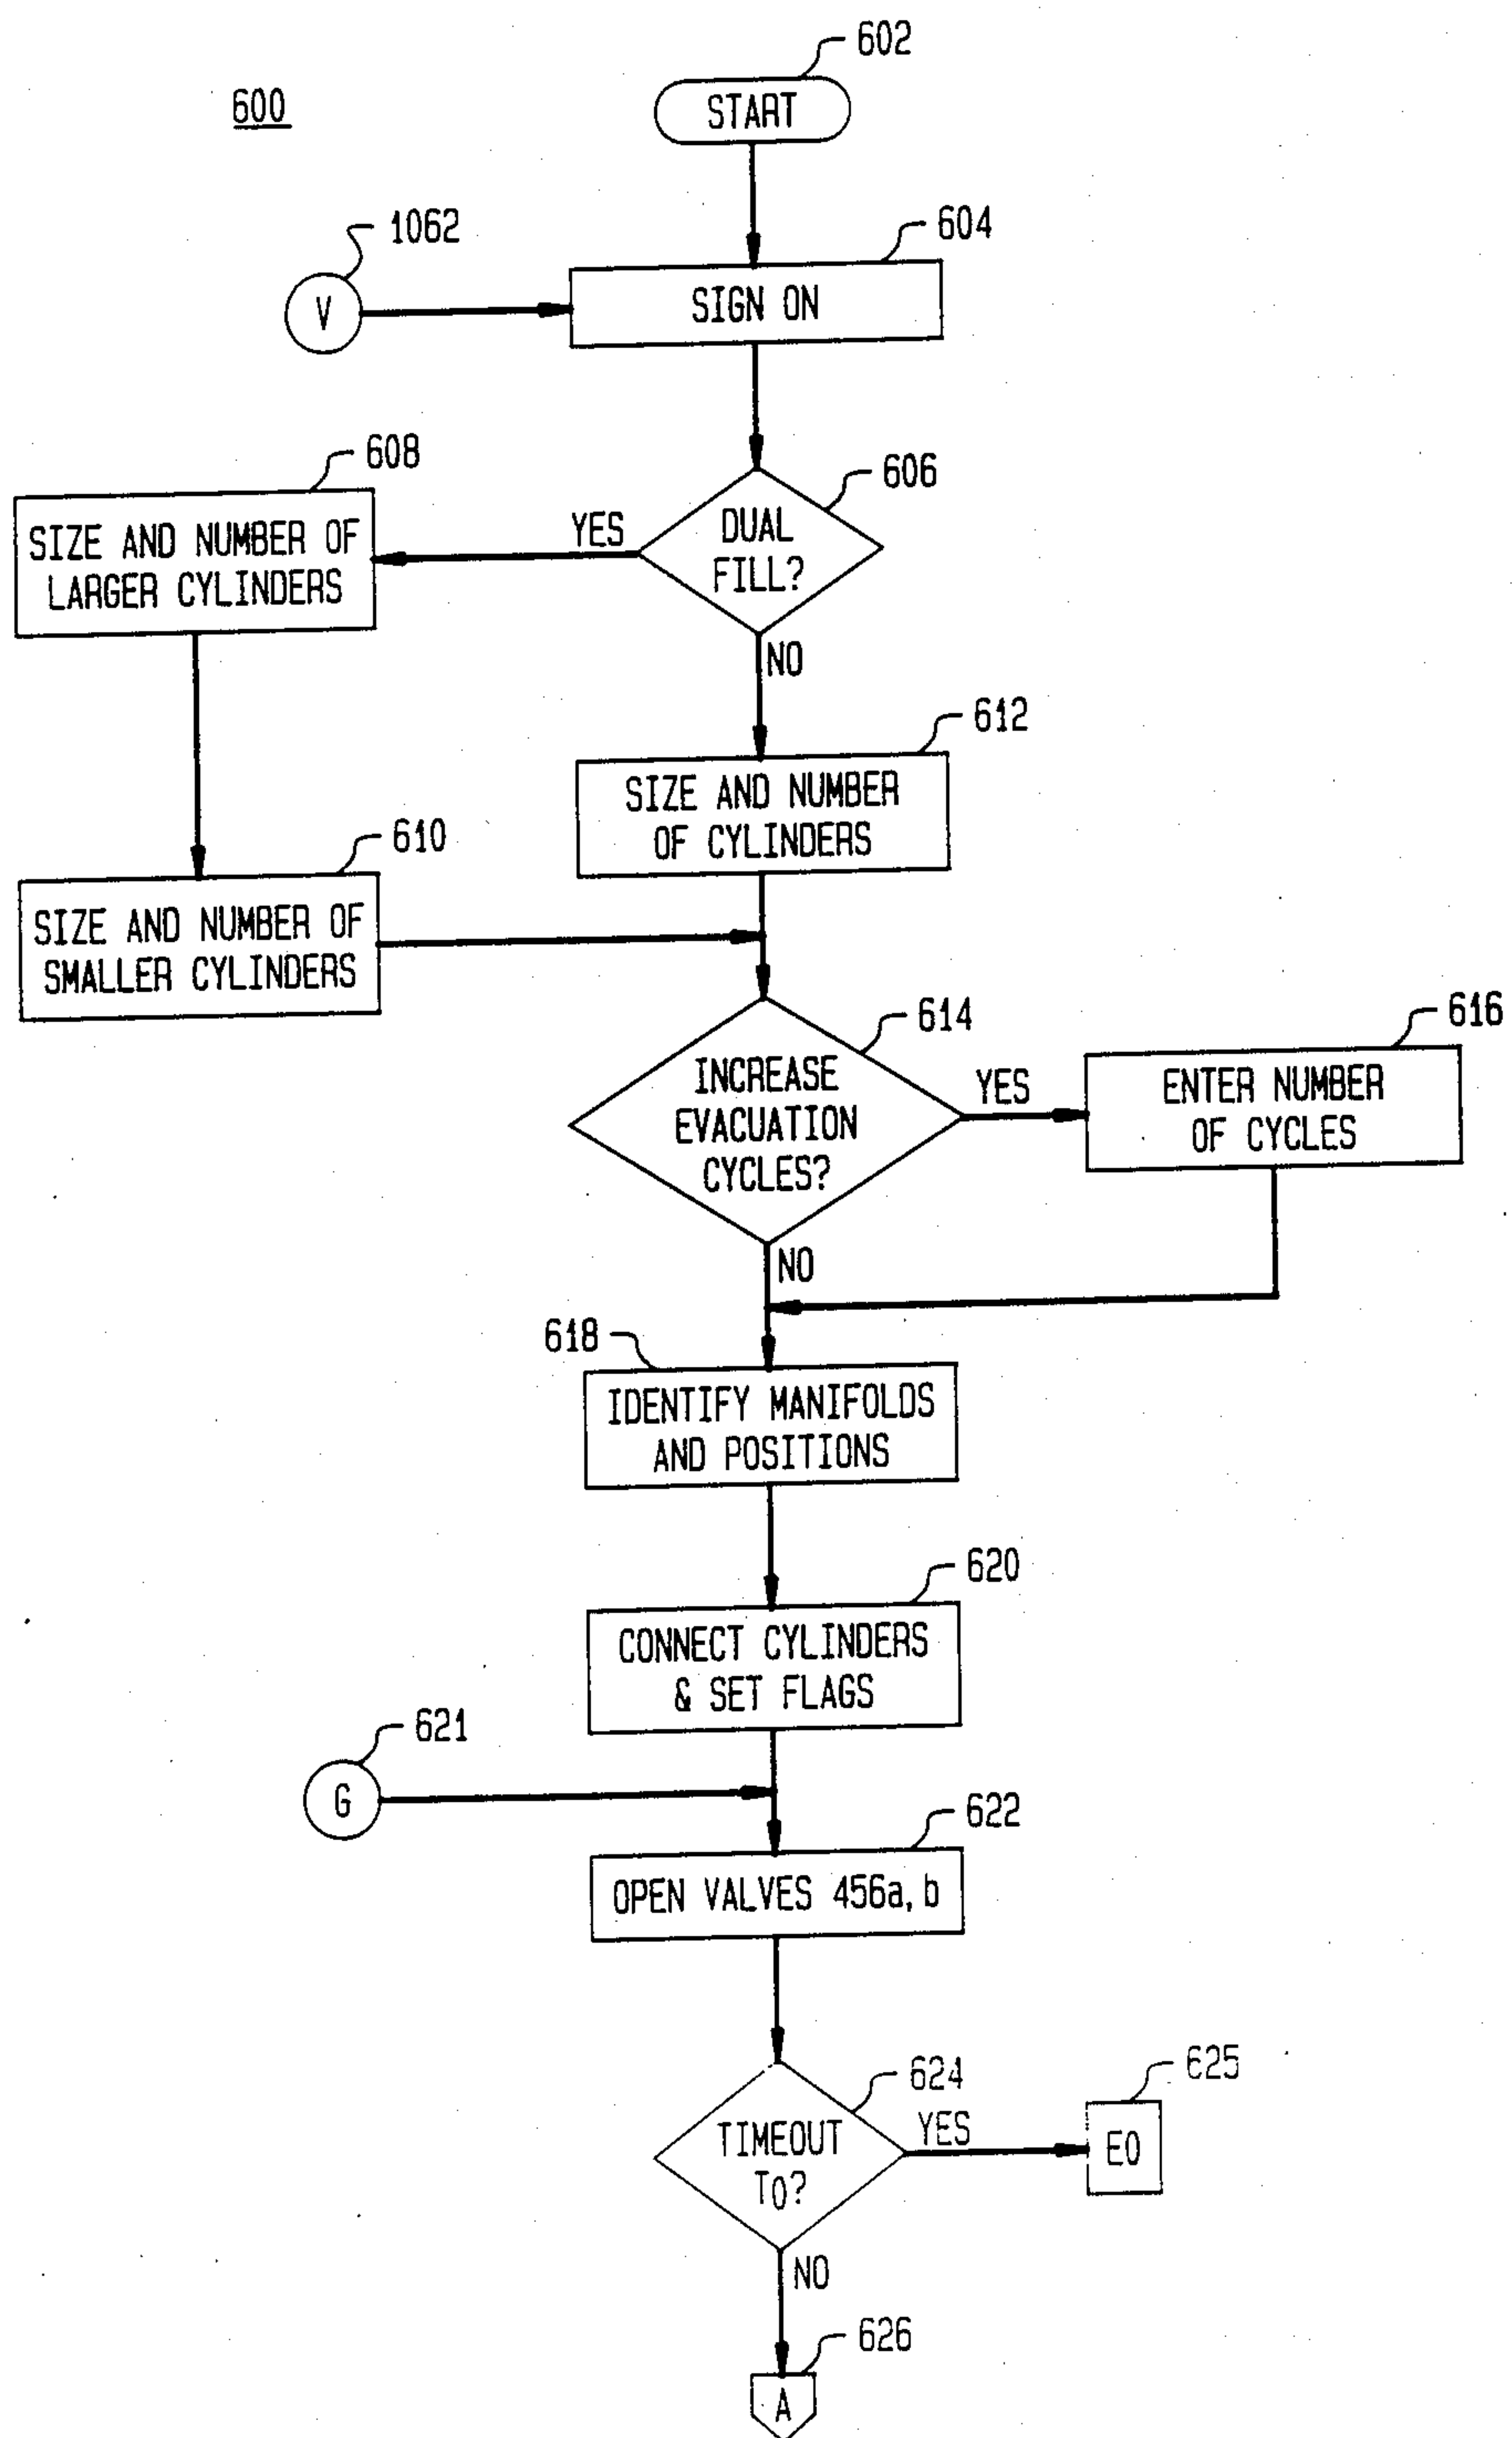 602
600
START
1062
604
V
SIGN ON
608
606
SIZE AND NUMBER OF
LARGER CYLINDERS
YES
DUAL
FILL?
NO
612
SIZE AND NUMBER
OF CYLINDERS
610
SIZE AND NUMBER OF
SMALLER CYLINDERS
614
616
INCREASE
EVACUATION
CYCLES?
YES
ENTER NUMBER
OF CYCLES
NO
618
IDENTIFY MANIFOLDS
AND POSITIONS
620
CONNECT CYLINDERS
& SET FLAGS
621
G
622
OPEN VALVES 456a, b
624
625
TIMEOUT
T0?
YES
E0
NO
626
A